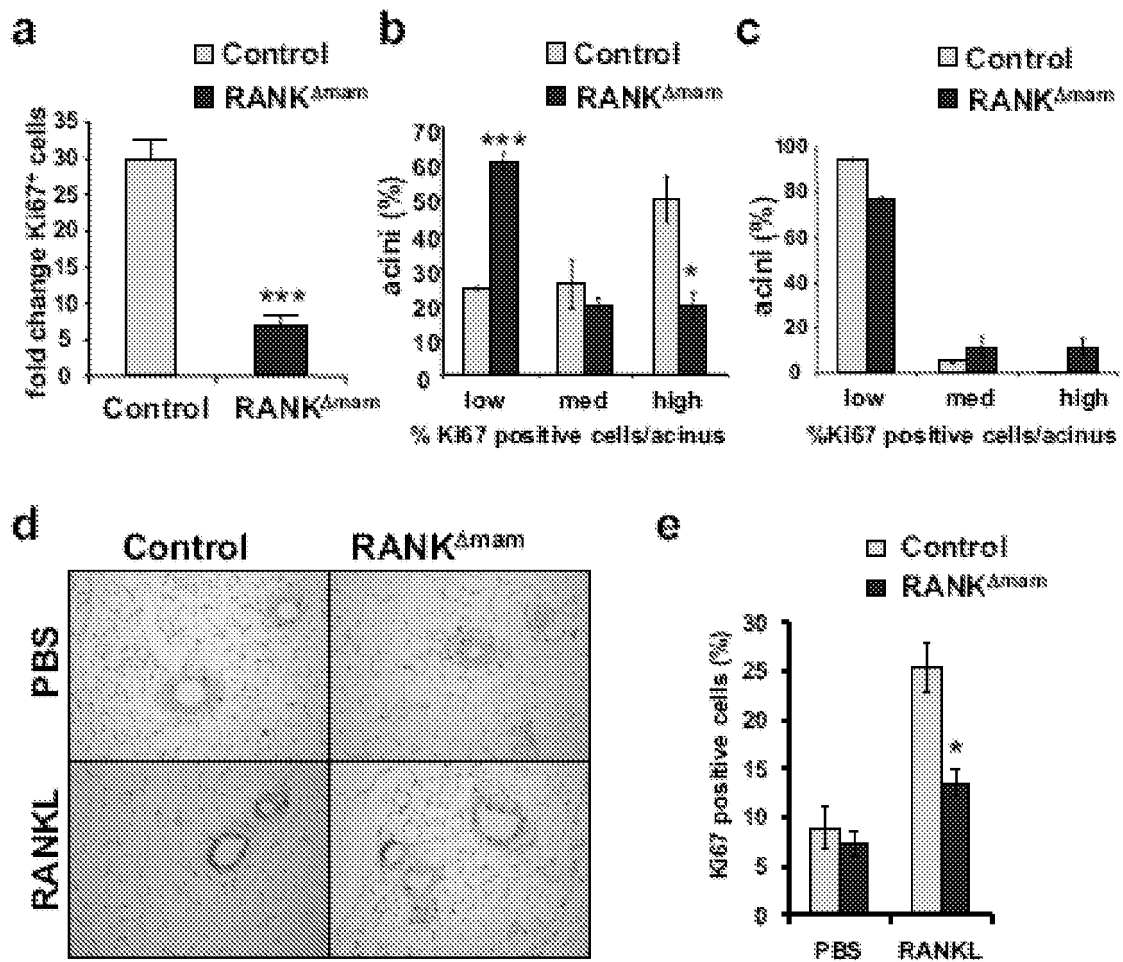 a
Control
RANKΔmam
fold change Ki67+ cells
35
30
25
20
15
10
5
0
***
Control RANKΔmam
b
Control
RANKΔmam
acini (%)
70
60
50
40
30
20
10
0
***
*
low med high
% Ki67 positive cells/acinus
c
Control
RANKΔmam
acini (%)
100
80
60
40
20
0
low med high
%Ki67 positive cells/acinus
d
Control RANKΔmam
PBS
RANKL
e
Control
RANKΔmam
Ki67 positive cells (%)
30
25
20
15
10
5
0
*
PBS RANKL